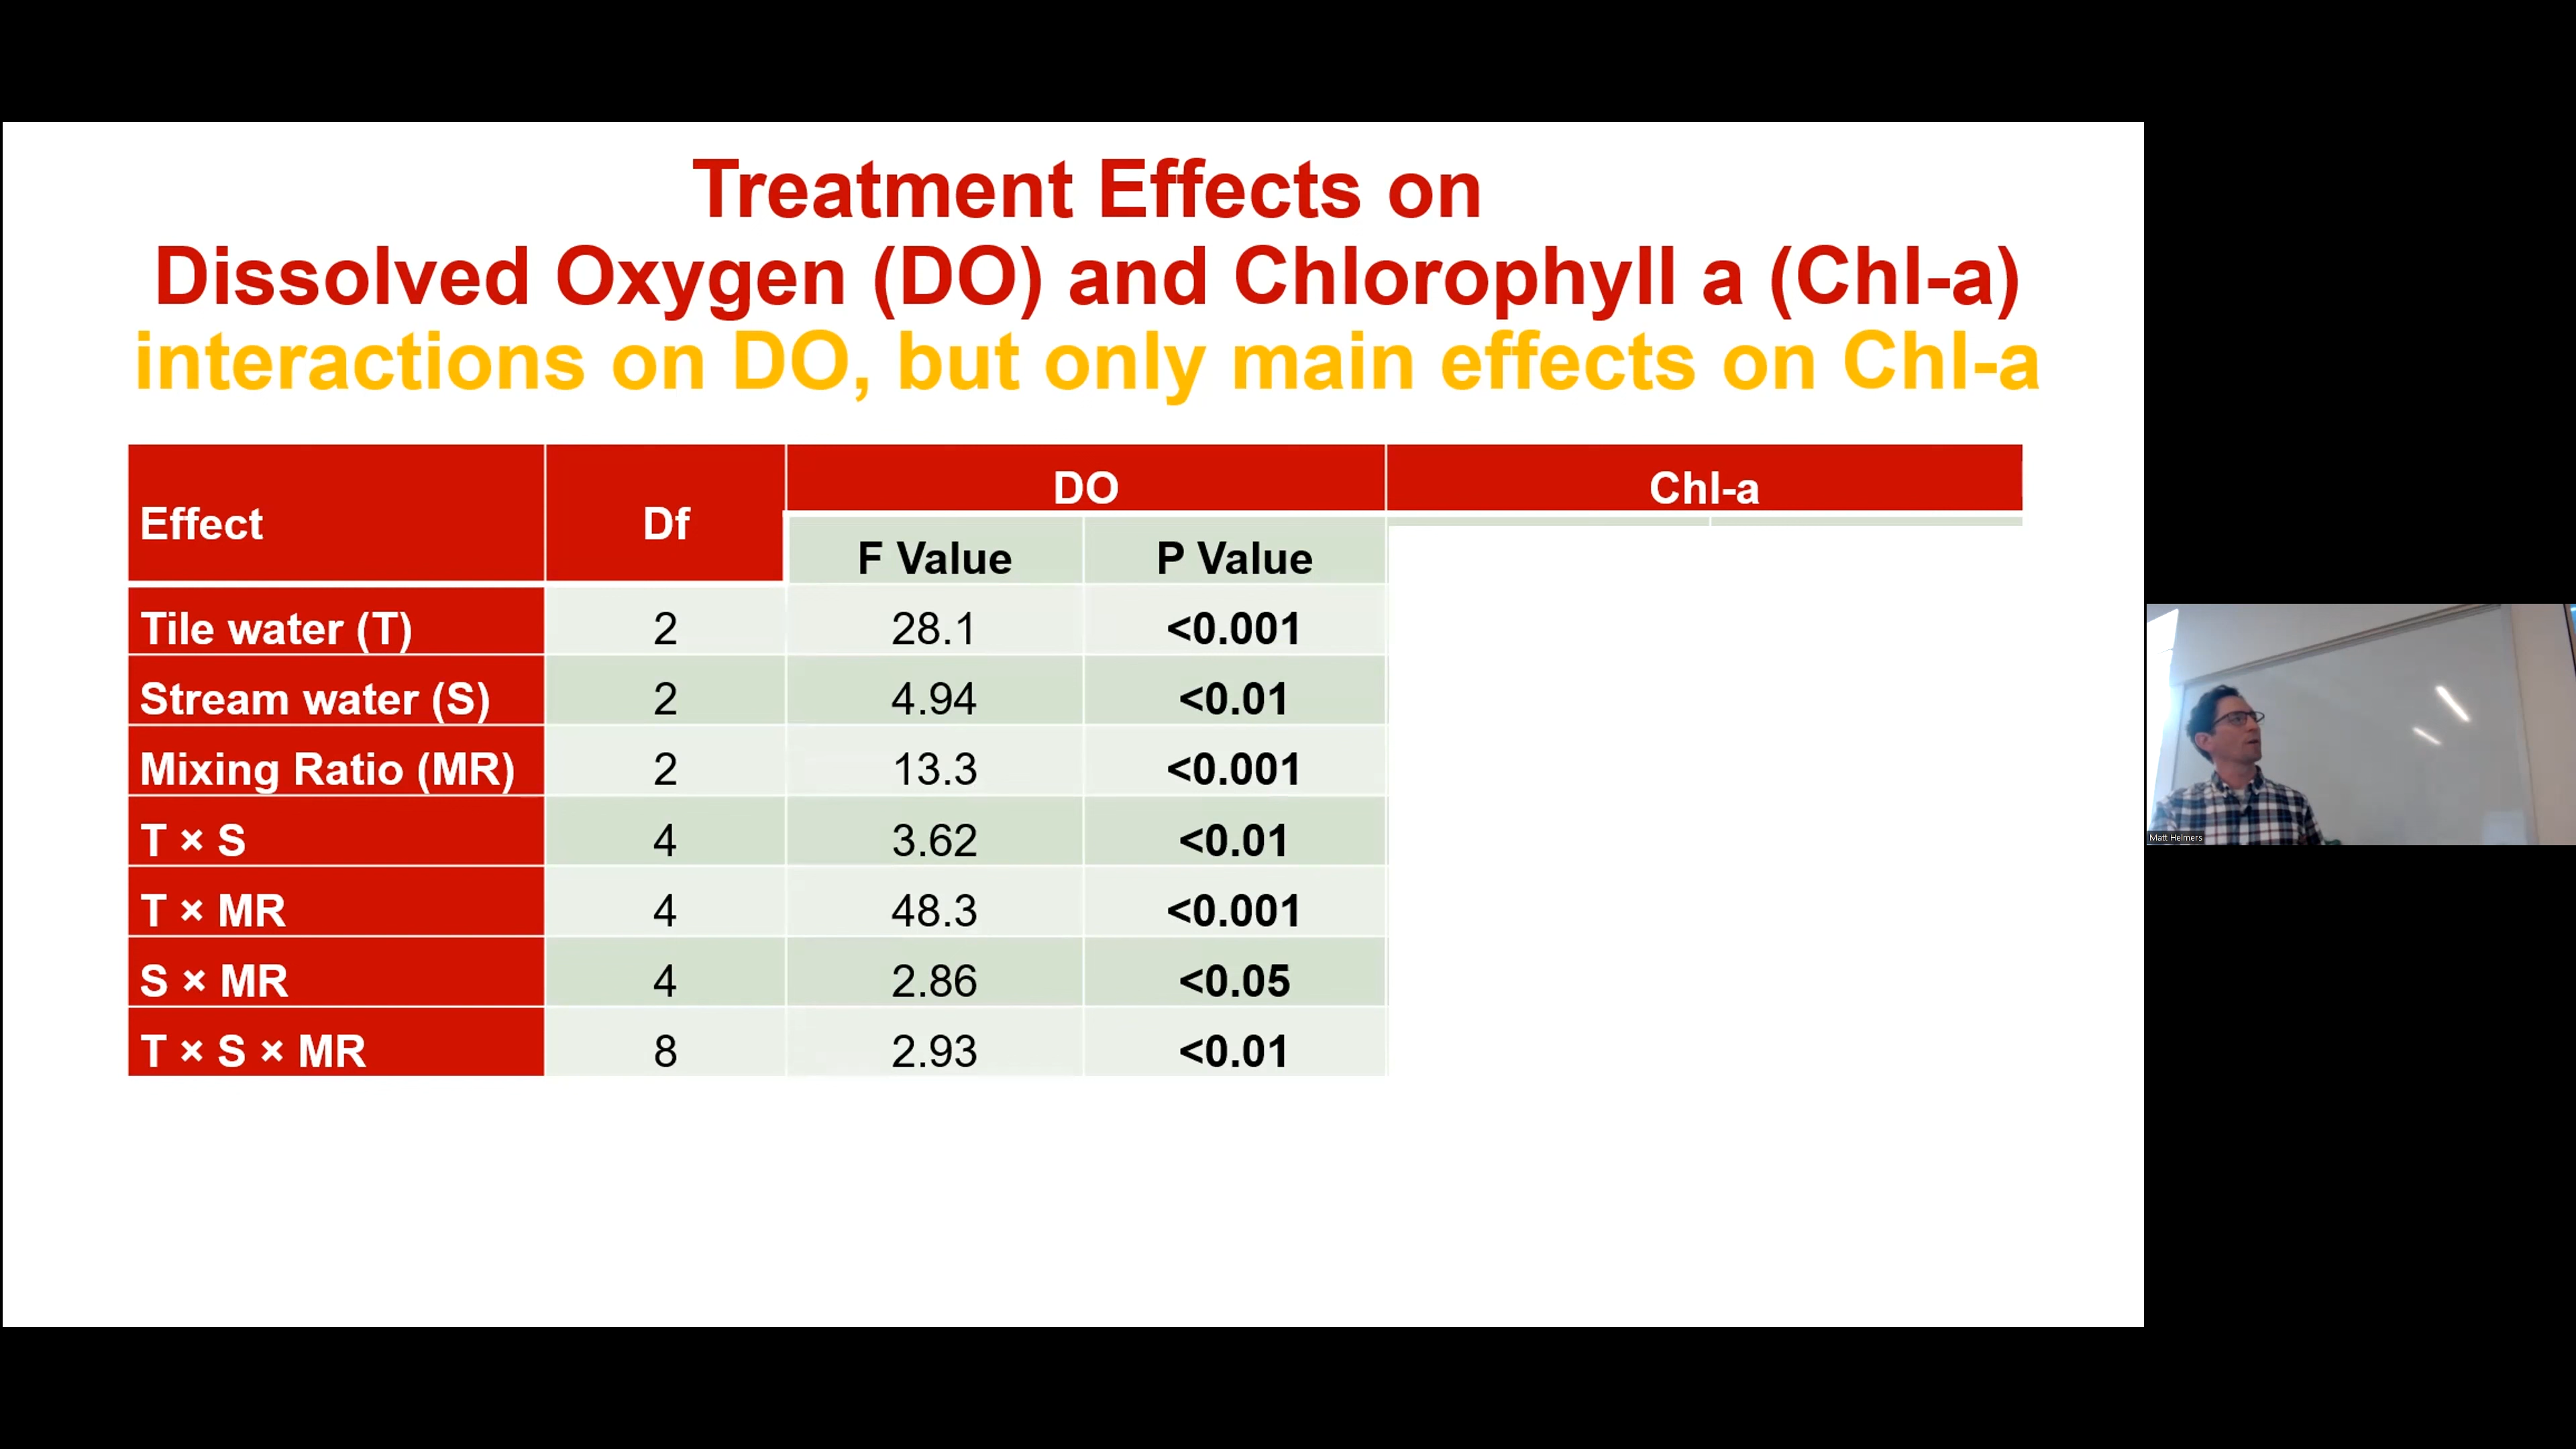 Treatment Effects on
Dissolved Oxygen (DO) and Chlorophyll a (Chl-a)
interactions on DO, but only main effects on Chl-a
Effect Df DO Chl-a
F Value P Value
Tile water (T) 2 28.1 <0.001
Stream water (S) 2 4.94 <0.01
Mixing Ratio (MR) 2 13.3 <0.001
T × S 4 3.62 <0.01
T × MR 4 48.3 <0.001
S × MR 4 2.86 <0.05
T × S × MR 8 2.93 <0.01
Matt Helmers